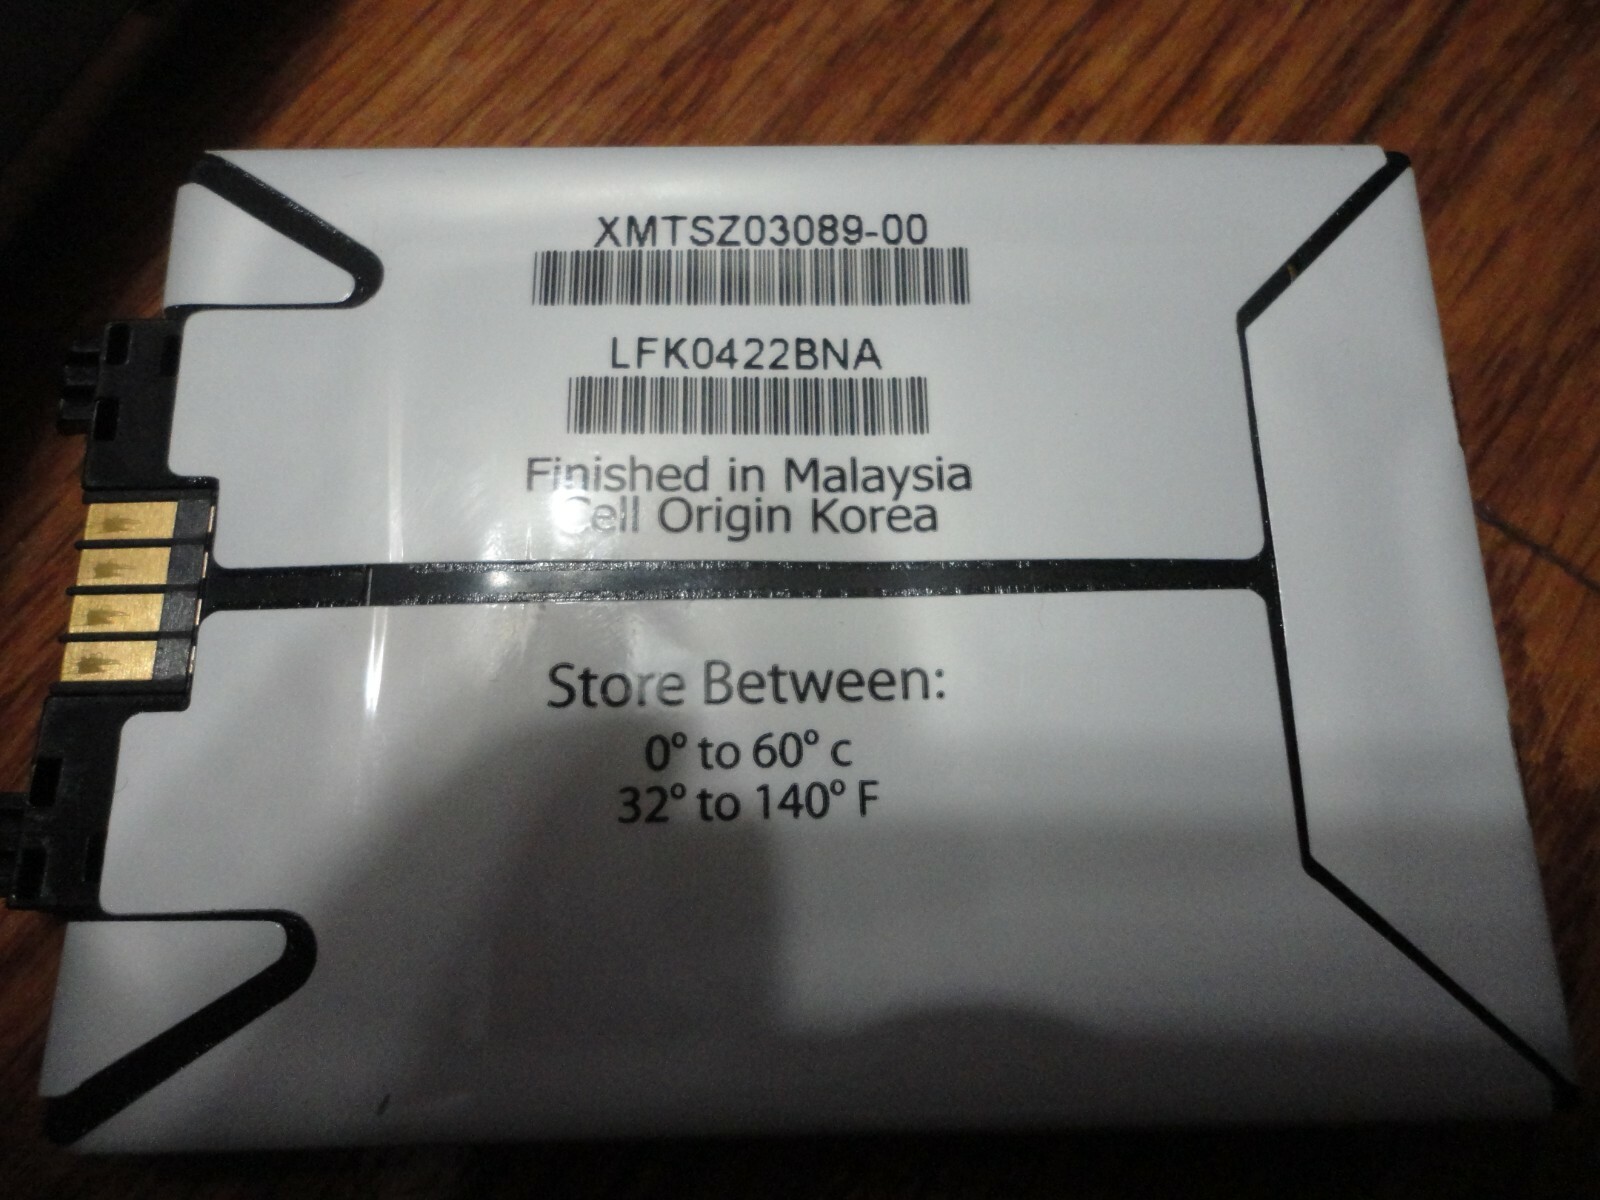 XMTSZ03089-00
LFK0422BNA
Finished in Malaysia
Cell Origin Korea
Store Between:
0° to 60° c
32° to 140° F